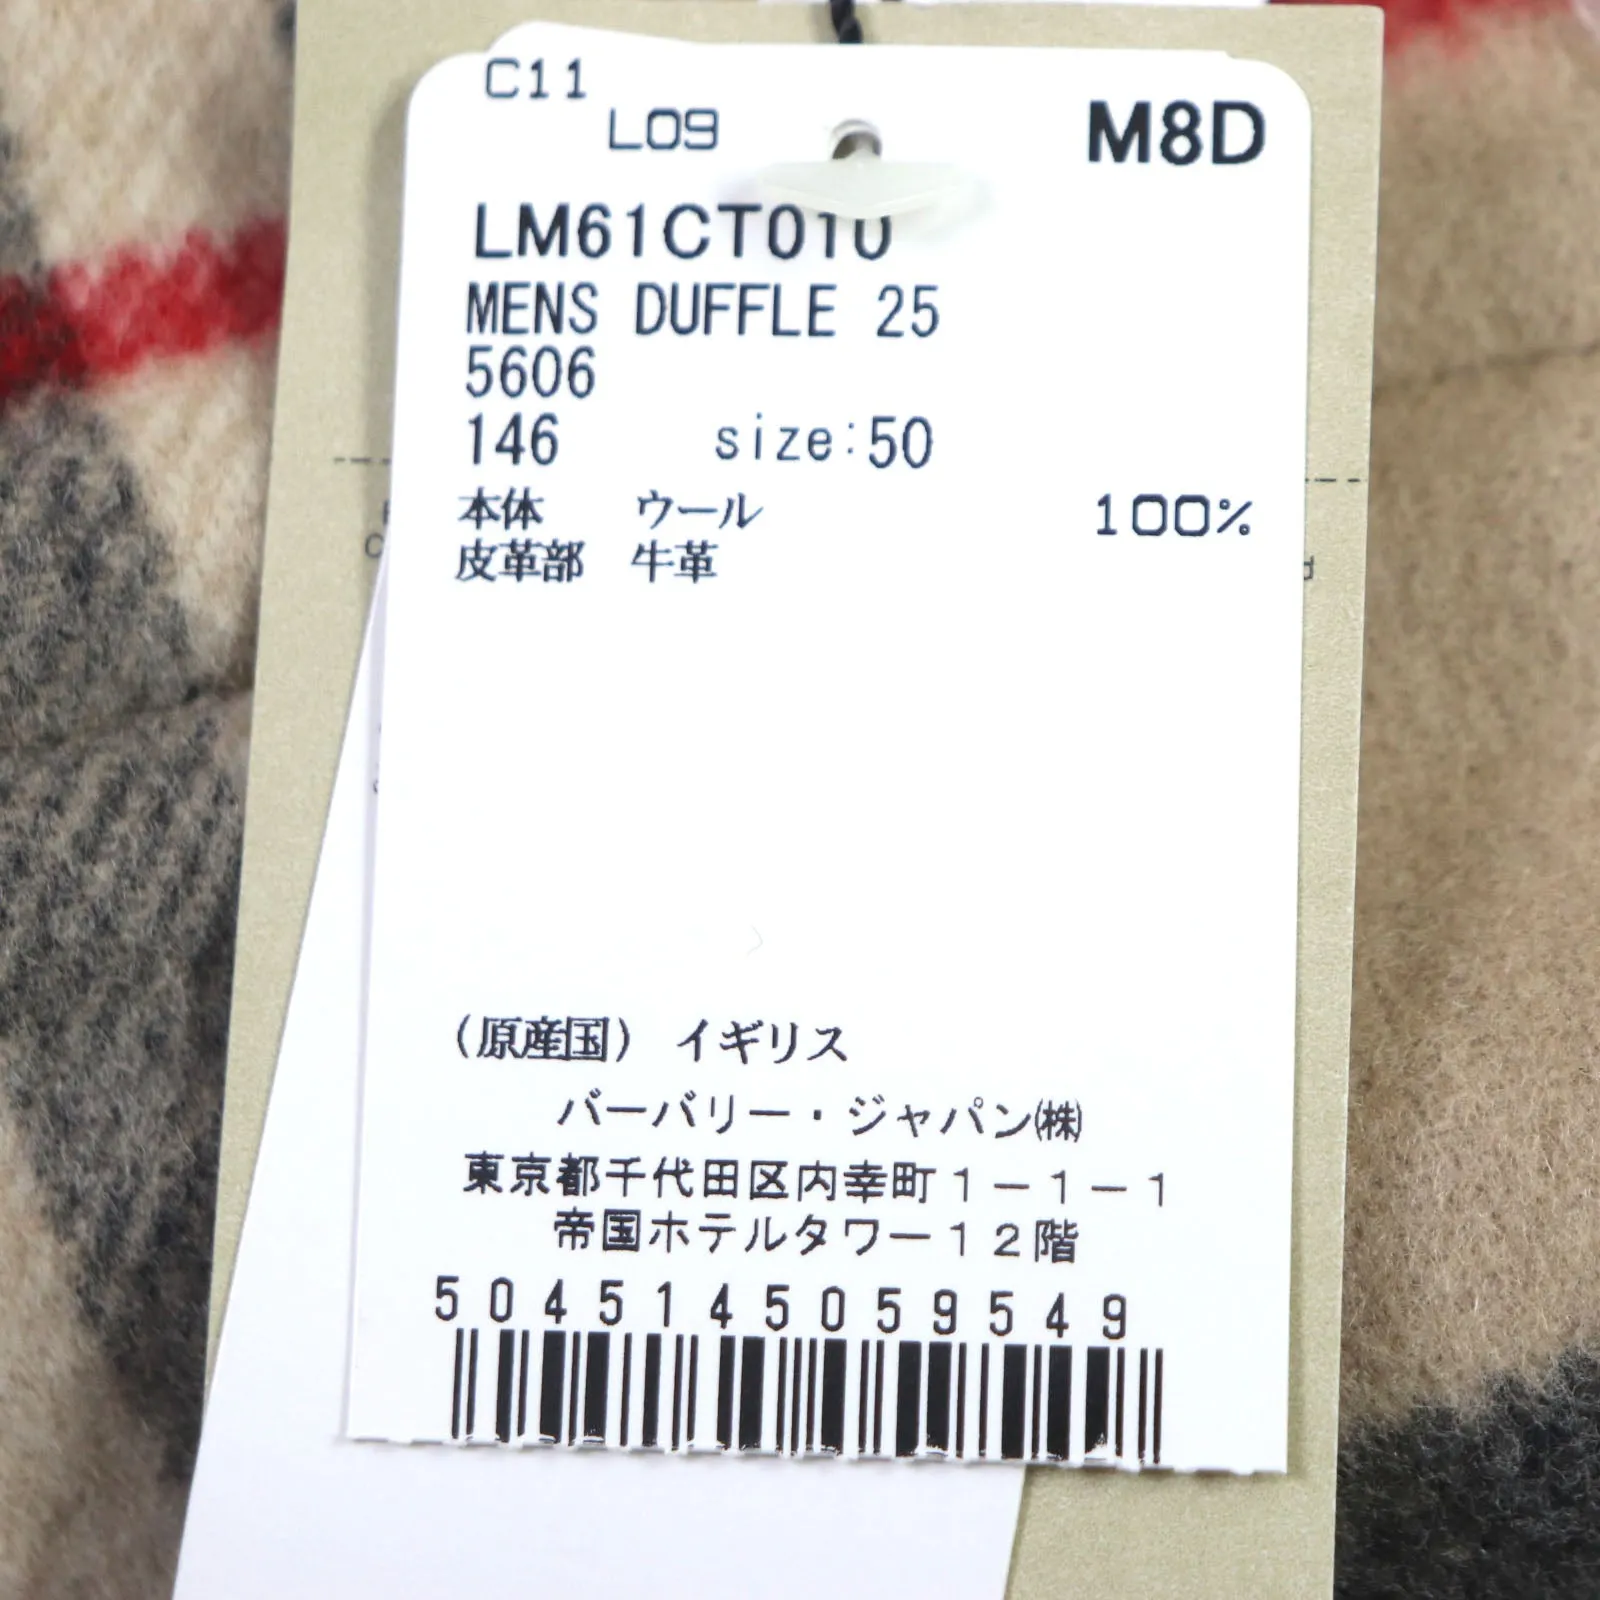 C11
L09
M8D
LM61CT010
MENS DUFFLE 25
5606
146 size:50
本体 ウール 100%
皮革部 牛革
(原産国) イギリス
バーバリー・ジャパン㈱
東京都千代田区内幸町1-1-1
帝国ホテルタワー12階
5045145059549